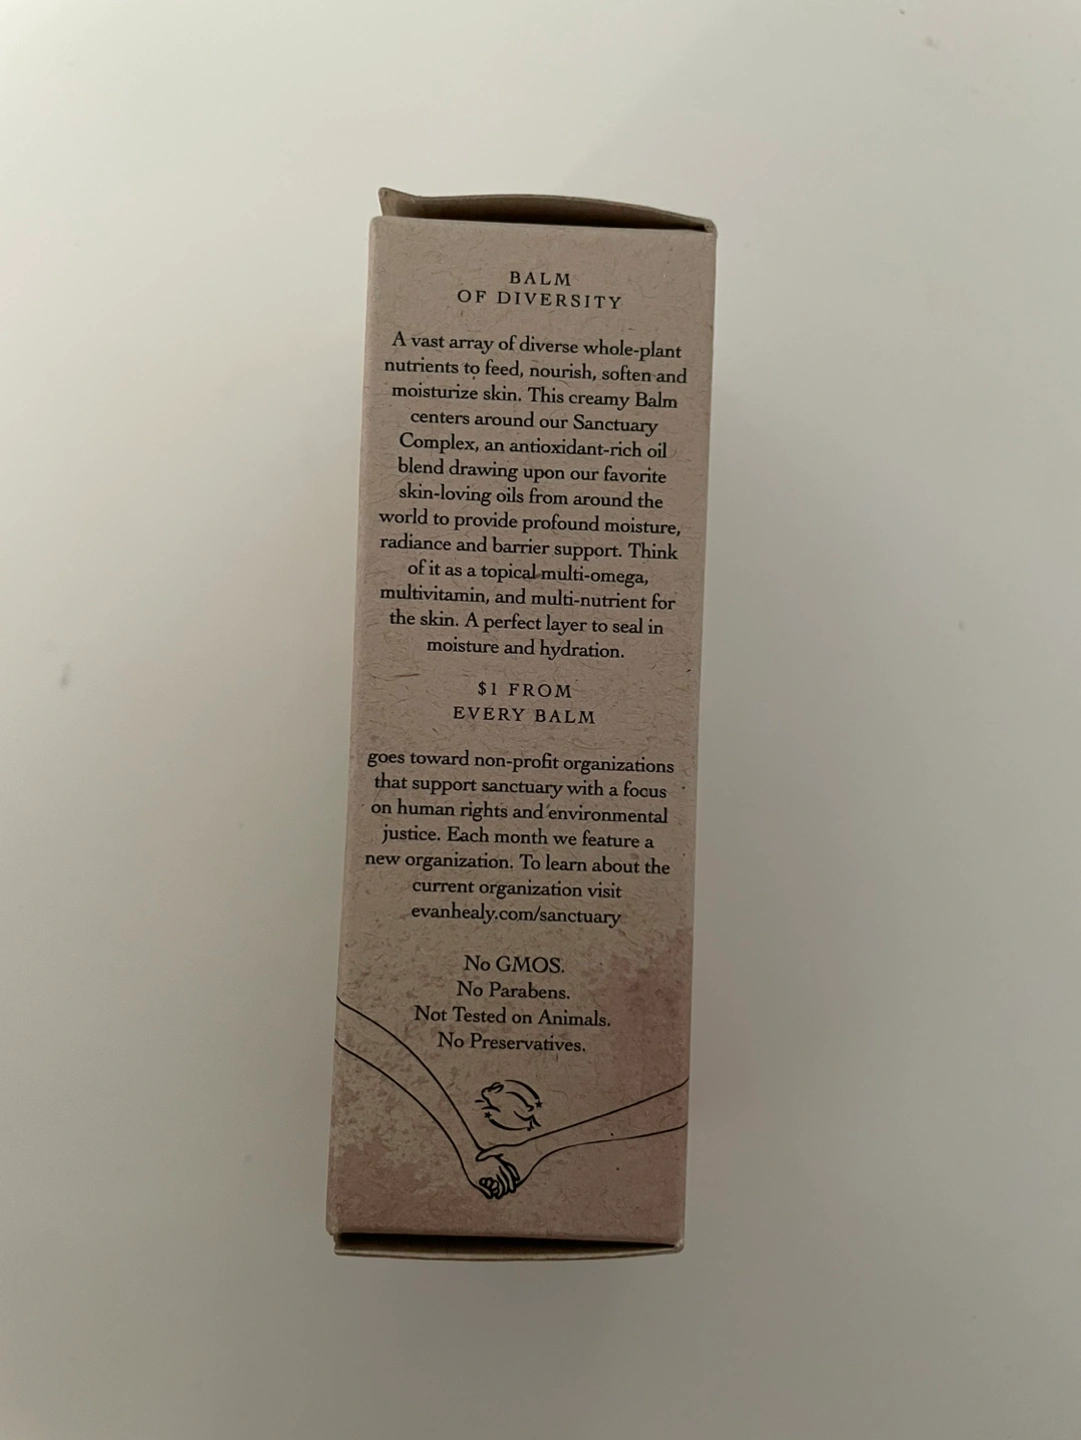 BALM
OF DIVERSITY
A vast array of diverse whole-plant
nutrients to feed, nourish, soften and
moisturize skin. This creamy Balm
centers around our Sanctuary
Complex, an antioxidant-rich oil
blend drawing upon our favorite
skin-loving oils from around the
world to provide profound moisture,
radiance and barrier support. Think
of it as a topical multi-omega,
multivitamin, and multi-nutrient for
the skin. A perfect layer to seal in
moisture and hydration.
$1 FROM
EVERY BALM
goes toward non-profit organizations
that support sanctuary with a focus
on human rights and environmental
justice. Each month we feature a
new organization. To learn about the
current organization visit
evanhealy.com/sanctuary
No GMOS.
No Parabens.
Not Tested on Animals.
No Preservatives.